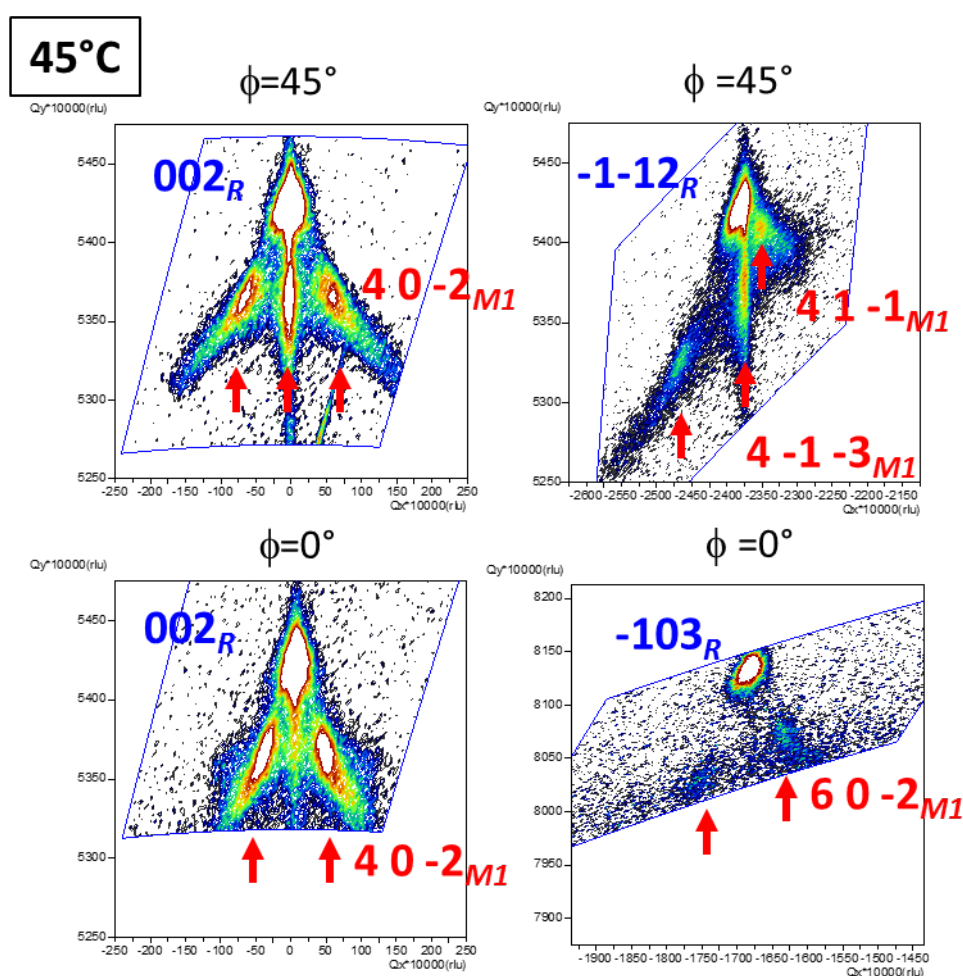 45°C
ϕ=45°
ϕ =45°
Qy*10000(rlu)
Qy*10000(rlu)
002R
-1-12R
4 0 -2M1
4 1 -1M1
4 -1 -3M1
5450
5400
5350
5300
5250
-250 -200 -150 -100 -50 0 50 100 150 200 250
Qx*10000(rlu)
5450
5400
5350
5300
5250
-2600 -2550 -2500 -2450 -2400 -2350 -2300 -2250 -2200 -2150 -2100
Qx*10000(rlu)
ϕ=0°
ϕ =0°
Qy*10000(rlu)
Qy*10000(rlu)
002R
-103R
4 0 -2M1
6 0 -2M1
5450
5400
5350
5300
5250
-250 -200 -150 -100 -50 0 50 100 150 200 250
Qx*10000(rlu)
8200
8150
8100
8050
8000
7950
7900
-1900 -1850 -1800 -1750 -1700 -1650 -1600 -1550 -1500 -1450
Qx*10000(rlu)